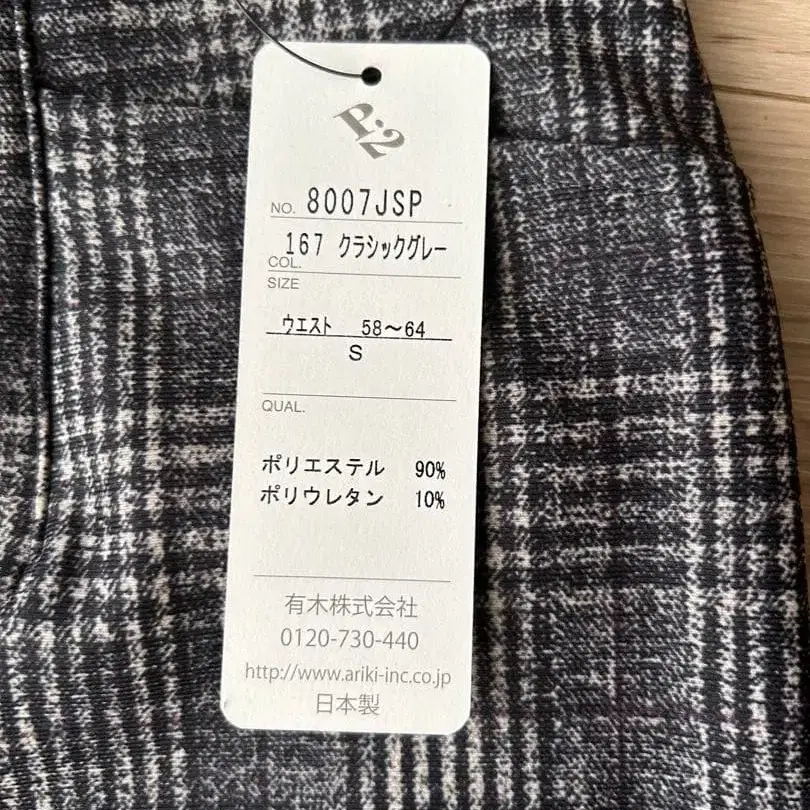 P.2
NO. 8007JSP
COL. 167 クラシックグレー
SIZE
ウエスト 58～64
S
QUAL.
ポリエステル 90%
ポリウレタン 10%
有木株式会社
0120-730-440
http://www.ariki-inc.co.jp
日本製